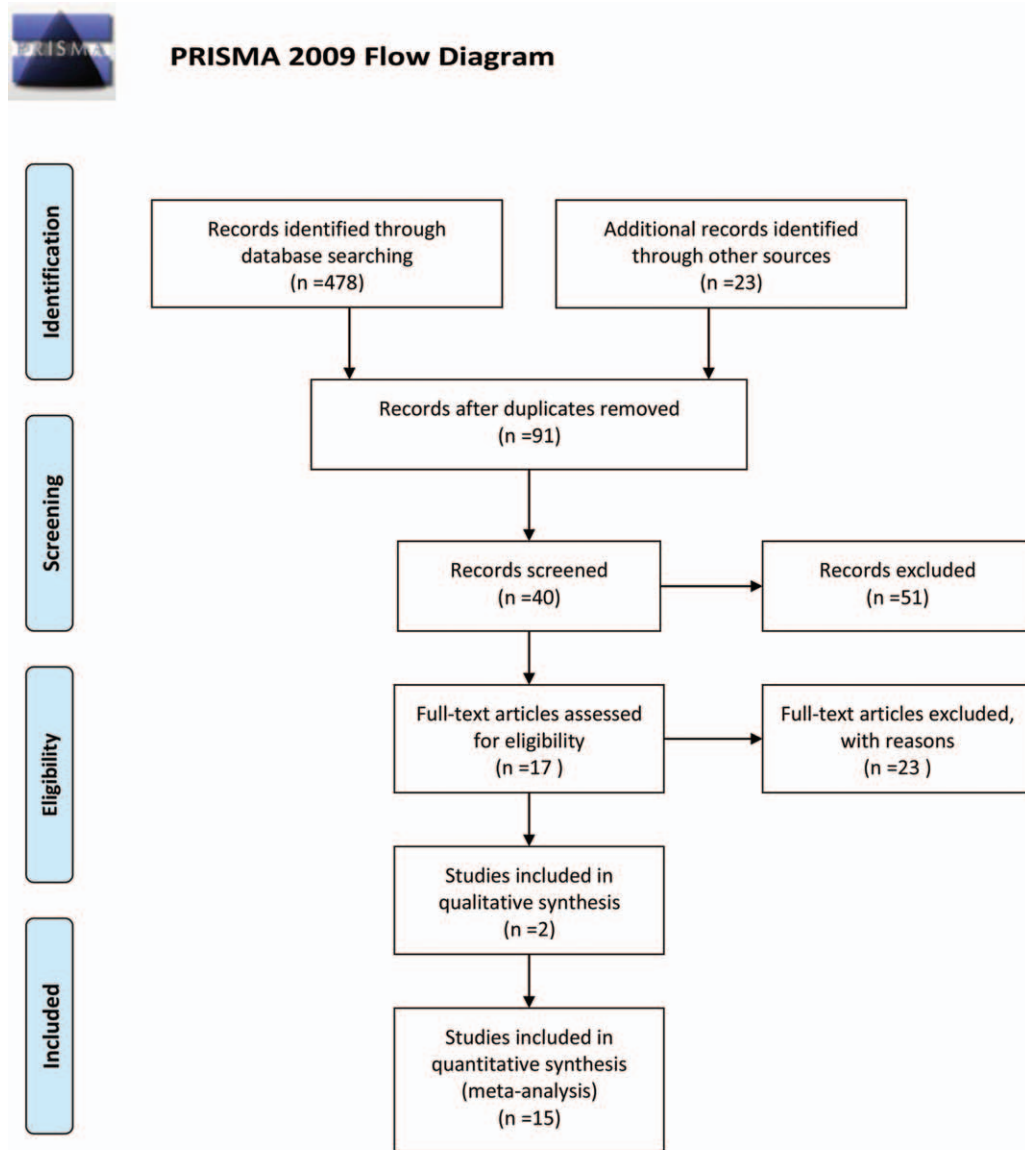 PRISMA
PRISMA 2009 Flow Diagram
Identification
Records identified through
database searching
(n =478)
Additional records identified
through other sources
(n =23)
Records after duplicates removed
(n =91)
Screening
Records screened
(n =40)
Records excluded
(n =51)
Eligibility
Full-text articles assessed
for eligibility
(n =17 )
Full-text articles excluded,
with reasons
(n =23 )
Studies included in
qualitative synthesis
(n =2)
Included
Studies included in
quantitative synthesis
(meta-analysis)
(n =15)